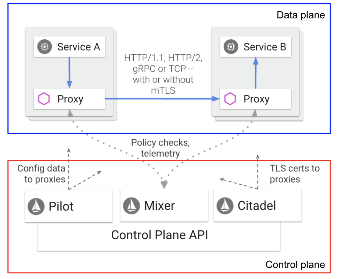 Data plane
Service A
Service B
HTTP/1.1, HTTP/2,
gRPC or TCP --
with or without
mTLS
Proxy
Proxy
Policy checks,
telemetry
Config data
to proxies
TLS certs to
proxies
Pilot
Mixer
Citadel
Control Plane API
Control plane